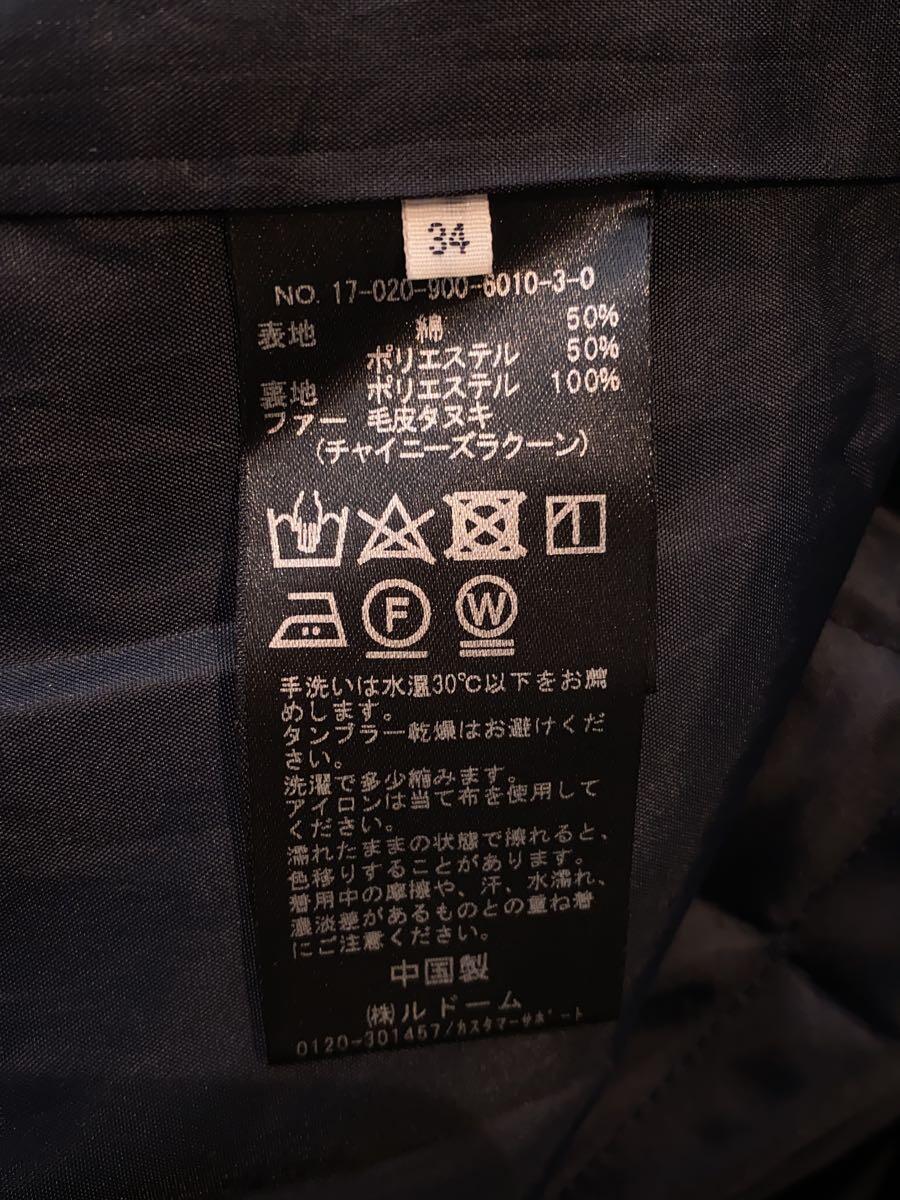 34
NO. 17-020-900-6010-3-0
表地 綿 50%
ポリエステル 50%
裏地 ポリエステル 100%
ファー 毛皮タヌキ
(チャイニーズラクーン)
F W
手洗いは水温30℃以下をお薦
めします。
タンブラー乾燥はお避けくだ
さい。
洗濯で多少縮みます。
アイロンは当て布を使用して
ください。
濡れたままの状態で擦れると、
色移りすることがあります。
着用中の摩擦や、汗、水濡れ、
濃淡差があるものとの重ね着
にご注意ください。
中国製
(株)ルドーム
0120-301457/カスタマーサポート